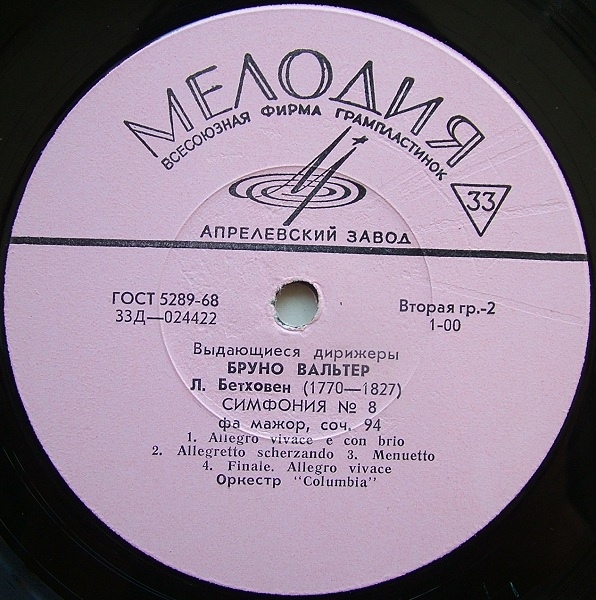 МЕЛОДИЯ
ВСЕСОЮЗНАЯ ФИРМА ГРАМПЛАСТИНОК
33
АПРЕЛЕВСКИЙ ЗАВОД
ГОСТ 5289-68
33Д—024422
Вторая гр.-2
1-00
Выдающиеся дирижеры
БРУНО ВАЛЬТЕР
Л. Бетховен (1770—1827)
СИМФОНИЯ № 8
фа мажор, соч. 94
1. Allegro vivace e con brio
2. Allegretto scherzando 3. Menuetto
4. Finale. Allegro vivace
Оркестр "Columbia"